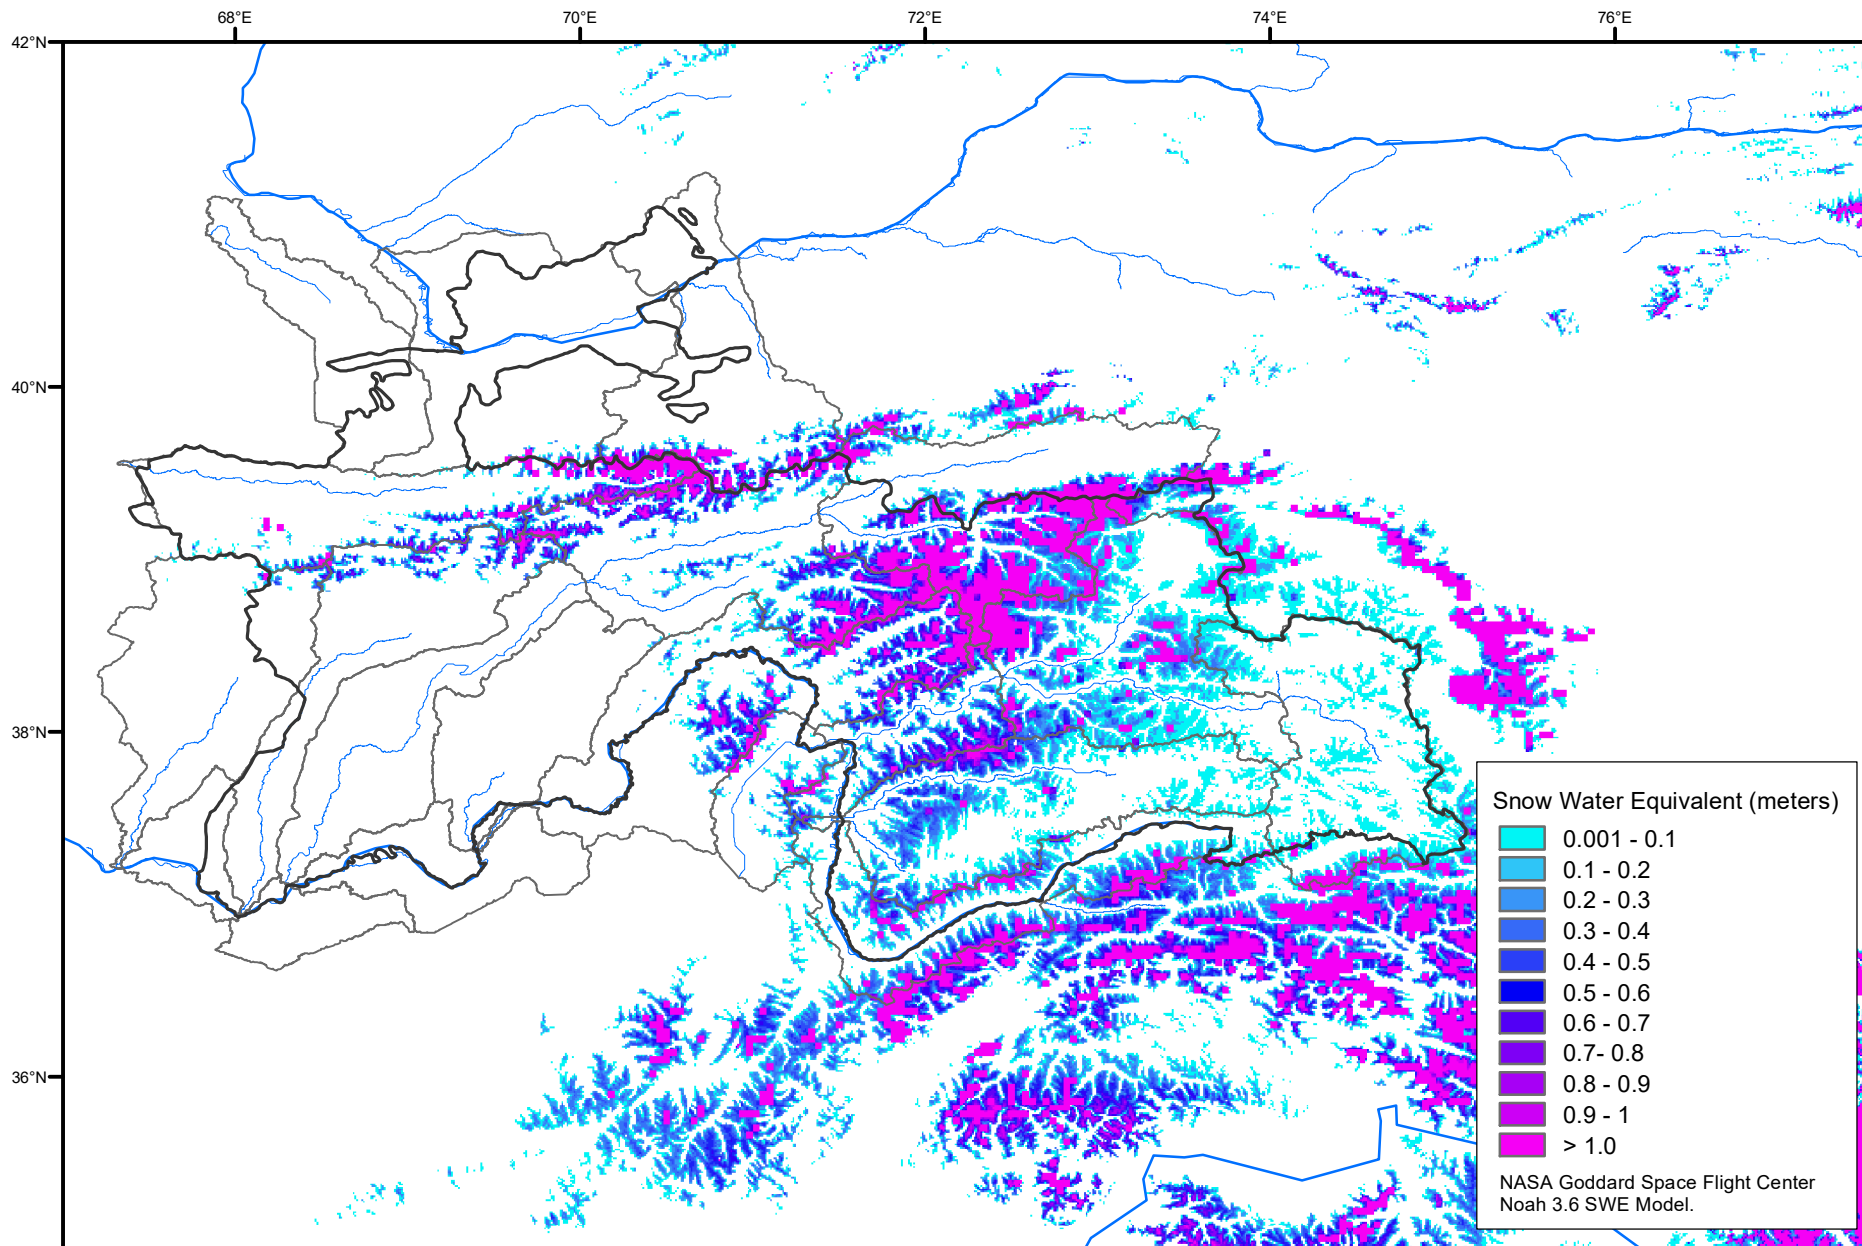 68°E 70°E 72°E 74°E 76°E
42°N
40°N
38°N
36°N
Snow Water Equivalent (meters)
0.001 - 0.1
0.1 - 0.2
0.2 - 0.3
0.3 - 0.4
0.4 - 0.5
0.5 - 0.6
0.6 - 0.7
0.7- 0.8
0.8 - 0.9
0.9 - 1
> 1.0
NASA Goddard Space Flight Center
Noah 3.6 SWE Model.